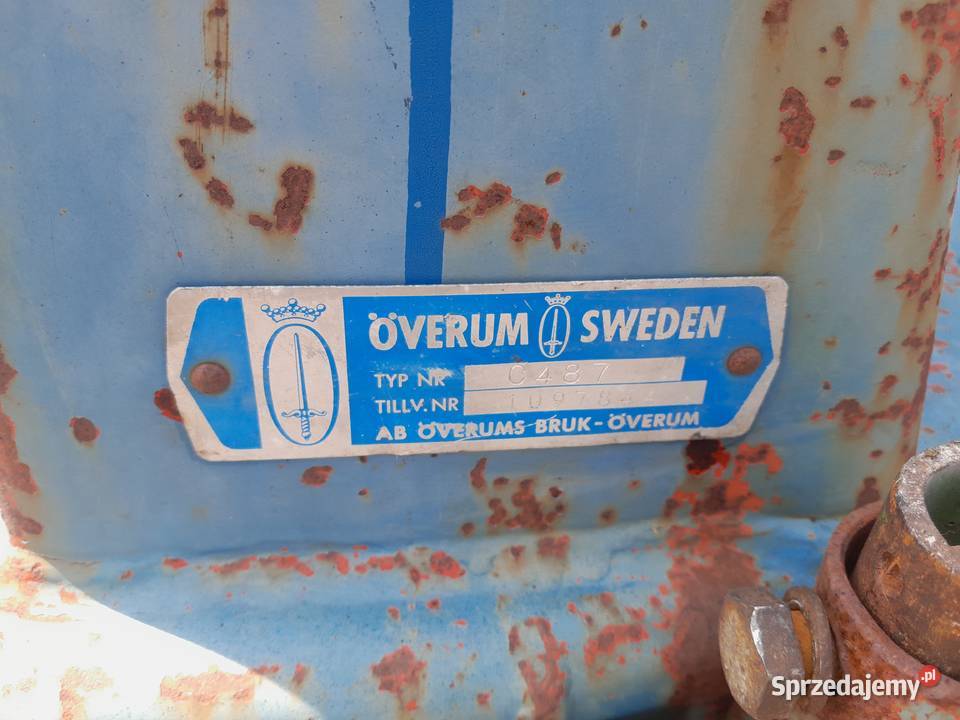 ÖVERUM SWEDEN
TYP NR C487
TILLV. NR
AB ÖVERUMS BRUK - ÖVERUM
Sprzedajemy.pl